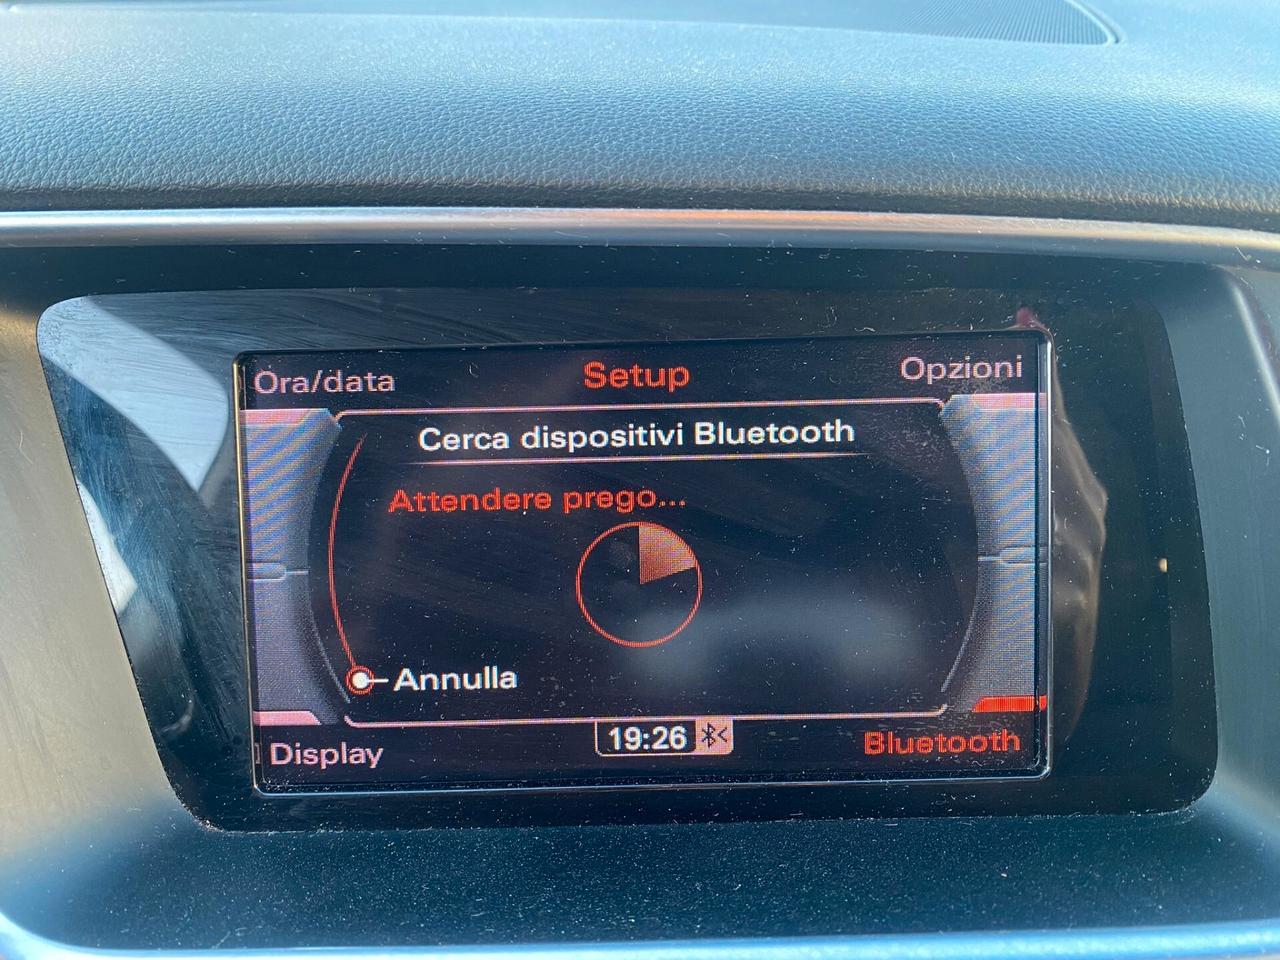 Ora/data
Setup
Opzioni
Cerca dispositivi Bluetooth
Attendere prego...
Annulla
19:26
Display
Bluetooth